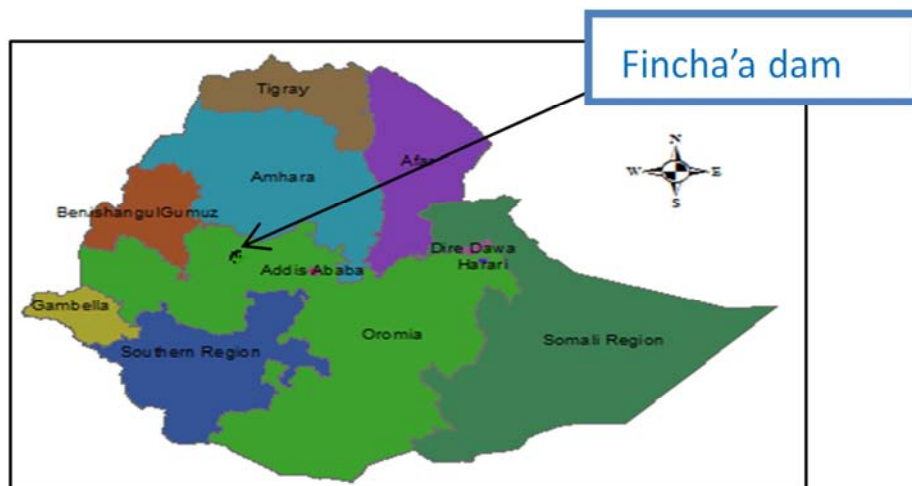 Fincha'a dam
Tigray
Afar
N
W E
S
Amhara
BenishangulGumuz
Dire Dawa
Harari
Addis Ababa
Gambella
Oromia
Southern Region
Somali Region